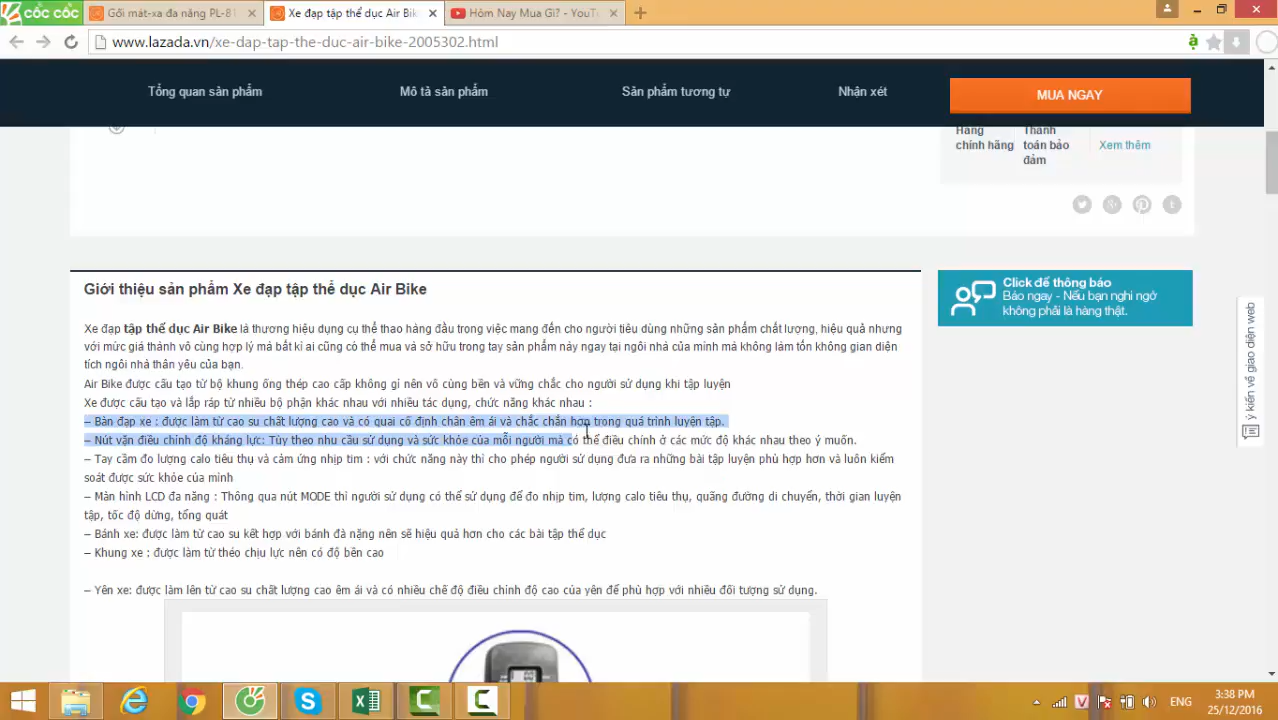 CỐC CỐC
Gối mát-xa đa năng PL-81
Xe đạp tập thể dục Air Bik
Hôm Nay Mua Gì? - YouTu
www.lazada.vn/xe-dap-tap-the-duc-air-bike-2005302.html
Tổng quan sản phẩm
Mô tả sản phẩm
Sản phẩm tương tự
Nhận xét
MUA NGAY
Hàng chính hãng
Thanh toán bảo đảm
Xem thêm
Giới thiệu sản phẩm Xe đạp tập thể dục Air Bike
Xe đạp tập thể dục Air Bike là thương hiệu dụng cụ thể thao hàng đầu trong việc mang đến cho người tiêu dùng những sản phẩm chất lượng, hiệu quả nhưng
với mức giá thành vô cùng hợp lý mà bất kì ai cũng có thể mua và sở hữu trong tay sản phẩm này ngay tại ngôi nhà của mình mà không làm tốn không gian diện
tích ngôi nhà thân yêu của bạn.
Air Bike được cấu tạo từ bộ khung ống thép cao cấp không gỉ nên vô cùng bền và vững chắc cho người sử dụng khi tập luyện
Xe được cấu tạo và lắp ráp từ nhiều bộ phận khác nhau với nhiều tác dụng, chức năng khác nhau :
– Bàn đạp xe : được làm từ cao su chất lượng cao và có quai cố định chân êm ái và chắc chắn hơn trong quá trình luyện tập.
– Nút vặn điều chỉnh độ kháng lực: Tùy theo nhu cầu sử dụng và sức khỏe của mỗi người mà có thể điều chỉnh ở các mức độ khác nhau theo ý muốn.
– Tay cầm đo lượng calo tiêu thụ và cảm ứng nhịp tim : với chức năng này thì cho phép người sử dụng đưa ra những bài tập luyện phù hợp hơn và luôn kiểm
soát được sức khỏe của mình
– Màn hình LCD đa năng : Thông qua nút MODE thì người sử dụng có thể sử dụng để đo nhịp tim, lượng calo tiêu thụ, quãng đường di chuyển, thời gian luyện
tập, tốc độ dừng, tổng quát
– Bánh xe: được làm từ cao su kết hợp với bánh đà nặng nên sẽ hiệu quả hơn cho các bài tập thể dục
– Khung xe : được làm từ théo chịu lực nên có độ bền cao
– Yên xe: được làm lên từ cao su chất lượng cao êm ái và có nhiều chế độ điều chỉnh độ cao của yên để phù hợp với nhiều đối tượng sử dụng.
Click để thông báo
Báo ngay - Nếu bạn nghi ngờ
không phải là hàng thật.
Ý kiến về giao diện web
ENG
3:38 PM
25/12/2016